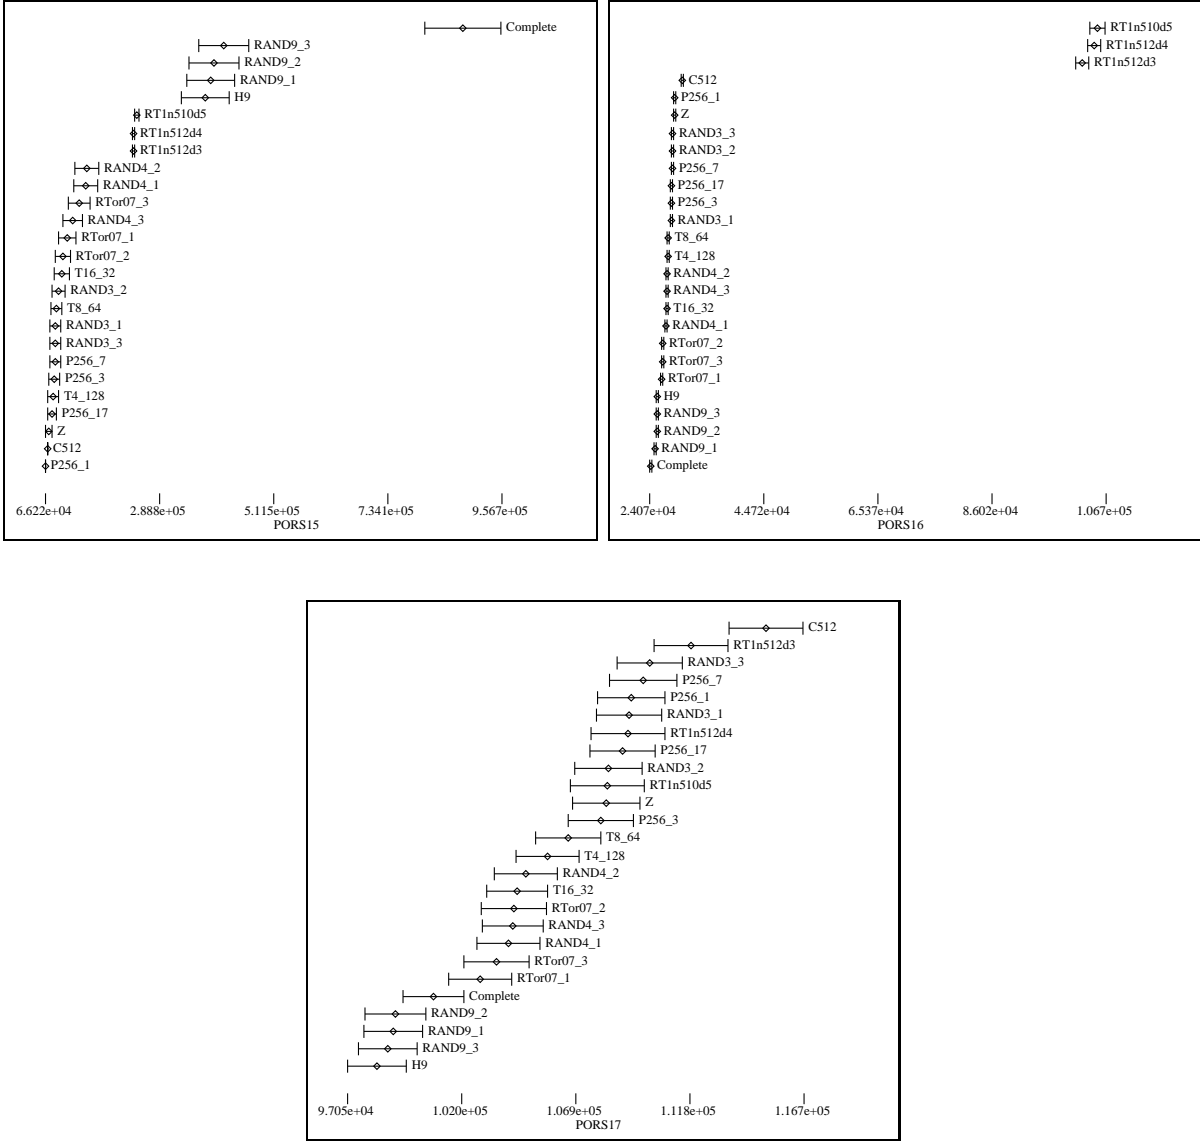 Complete
RAND9_3
RAND9_2
RAND9_1
H9
RT1n510d5
RT1n512d4
RT1n512d3
RAND4_2
RAND4_1
RTor07_3
RAND4_3
RTor07_1
RTor07_2
T16_32
RAND3_2
T8_64
RAND3_1
RAND3_3
P256_7
P256_3
T4_128
P256_17
Z
C512
P256_1
6.622e+04 2.888e+05 5.115e+05 7.341e+05 9.567e+05
PORS15
RT1n510d5
RT1n512d4
RT1n512d3
C512
P256_1
Z
RAND3_3
RAND3_2
P256_7
P256_17
P256_3
RAND3_1
T8_64
T4_128
RAND4_2
RAND4_3
T16_32
RAND4_1
RTor07_2
RTor07_3
RTor07_1
H9
RAND9_3
RAND9_2
RAND9_1
Complete
2.407e+04 4.472e+04 6.537e+04 8.602e+04 1.067e+05
PORS16
C512
RT1n512d3
RAND3_3
P256_7
P256_1
RAND3_1
RT1n512d4
P256_17
RAND3_2
RT1n510d5
Z
P256_3
T8_64
T4_128
RAND4_2
T16_32
RTor07_2
RAND4_3
RAND4_1
RTor07_3
RTor07_1
Complete
RAND9_2
RAND9_1
RAND9_3
H9
9.705e+04 1.020e+05 1.069e+05 1.118e+05 1.167e+05
PORS17